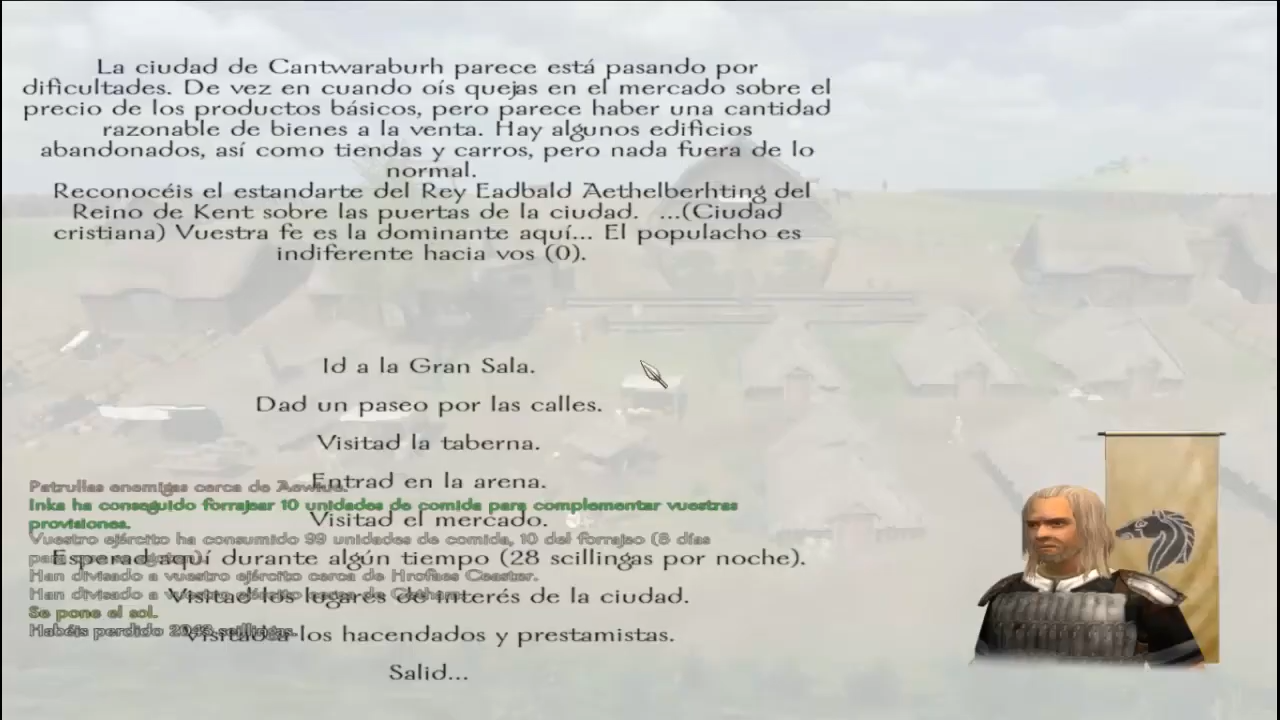 La ciudad de Cantwaraburh parece está pasando por
dificultades. De vez en cuando oís quejas en el mercado sobre el
precio de los productos básicos, pero parece haber una cantidad
razonable de bienes a la venta. Hay algunos edificios
abandonados, así como tiendas y carros, pero nada fuera de lo
normal.
Reconocéis el estandarte del Rey Eadbald Aethelberhting del
Reino de Kent sobre las puertas de la ciudad. ...(Ciudad
cristiana) Vuestra fe es la dominante aquí... El populacho es
indiferente hacia vos (0).
Id a la Gran Sala.
Dad un paseo por las calles.
Visitad la taberna.
Entrad en la arena.
Visitad el mercado.
Esperad aquí durante algún tiempo (28 scillingas por noche).
Visitad los lugares de interés de la ciudad.
Visitad a los hacendados y prestamistas.
Salid...
Patrullas enemigas cerca de
Inka ha conseguido forrajear 10 unidades de comida para complementar vuestras
provisiones.
Vuestro ejército ha consumido 99 unidades de comida, 10 del forrajeo (8 días
Han divisado a vuestro ejército cerca de Hrofaes Ceaster.
Han divisado a vuestro ejército cerca de
Se pone el sol.
Habéis perdido scillingas.